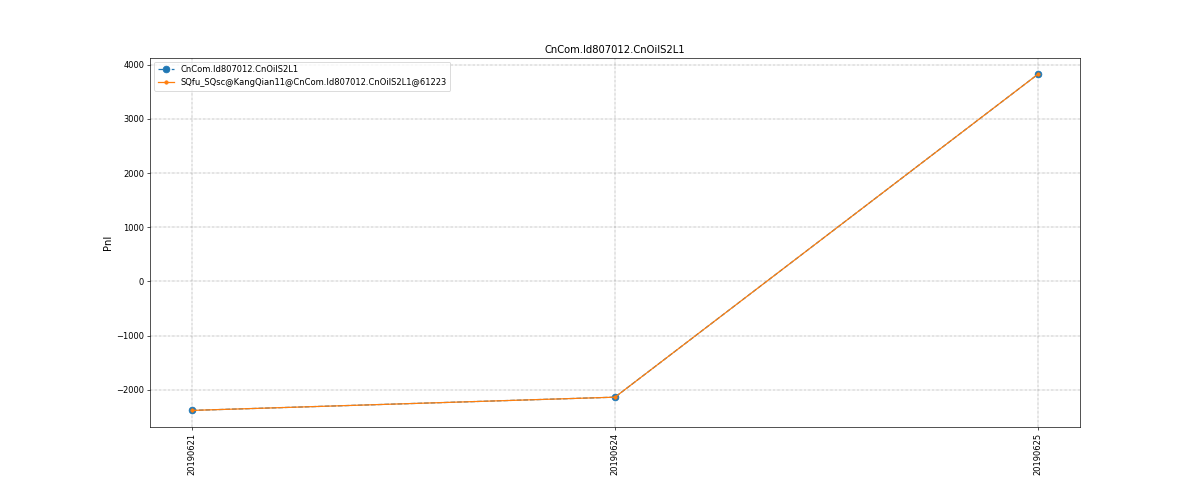 CnCom.Id807012.CnOilS2L1
CnCom.Id807012.CnOilS2L1
SQfu_SQsc@KangQian11@CnCom.Id807012.CnOilS2L1@61223
4000
3000
2000
1000
0
−1000
−2000
Pnl
20190621
20190624
20190625